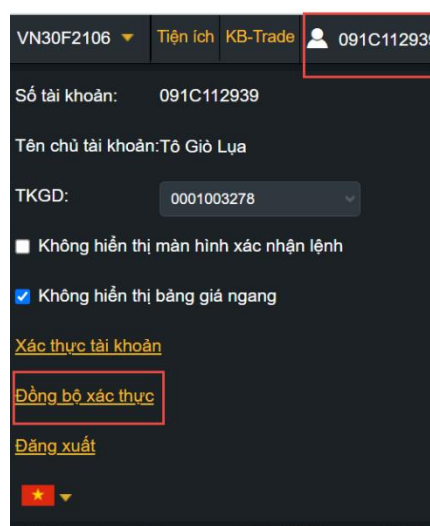 VN30F2106 Tiện ích KB-Trade 091C112939
Số tài khoản: 091C112939
Tên chủ tài khoản:Tô Giò Lụa
TKGD: 0001003278
Không hiển thị màn hình xác nhận lệnh
Không hiển thị bảng giá ngang
Xác thực tài khoản
Đồng bộ xác thực
Đăng xuất